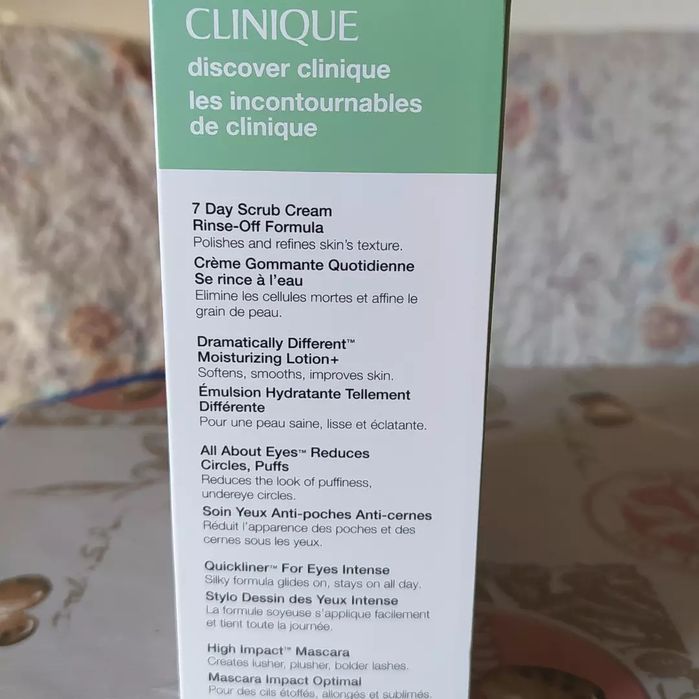 CLINIQUE
discover clinique
les incontournables
de clinique
7 Day Scrub Cream
Rinse-Off Formula
Polishes and refines skin's texture.
Crème Gommante Quotidienne
Se rince à l'eau
Elimine les cellules mortes et affine le
grain de peau.
Dramatically Different™
Moisturizing Lotion+
Softens, smooths, improves skin.
Émulsion Hydratante Tellement
Différente
Pour une peau saine, lisse et éclatante.
All About Eyes™ Reduces
Circles, Puffs
Reduces the look of puffiness,
undereye circles.
Soin Yeux Anti-poches Anti-cernes
Réduit l'apparence des poches et des
cernes sous les yeux.
Quickliner™ For Eyes Intense
Silky formula glides on, stays on all day.
Stylo Dessin des Yeux Intense
La formule soyeuse s'applique facilement
et tient toute la journée.
High Impact™ Mascara
Creates lusher, plusher, bolder lashes.
Mascara Impact Optimal
Pour des cils étoffés, allongés et sublimés.